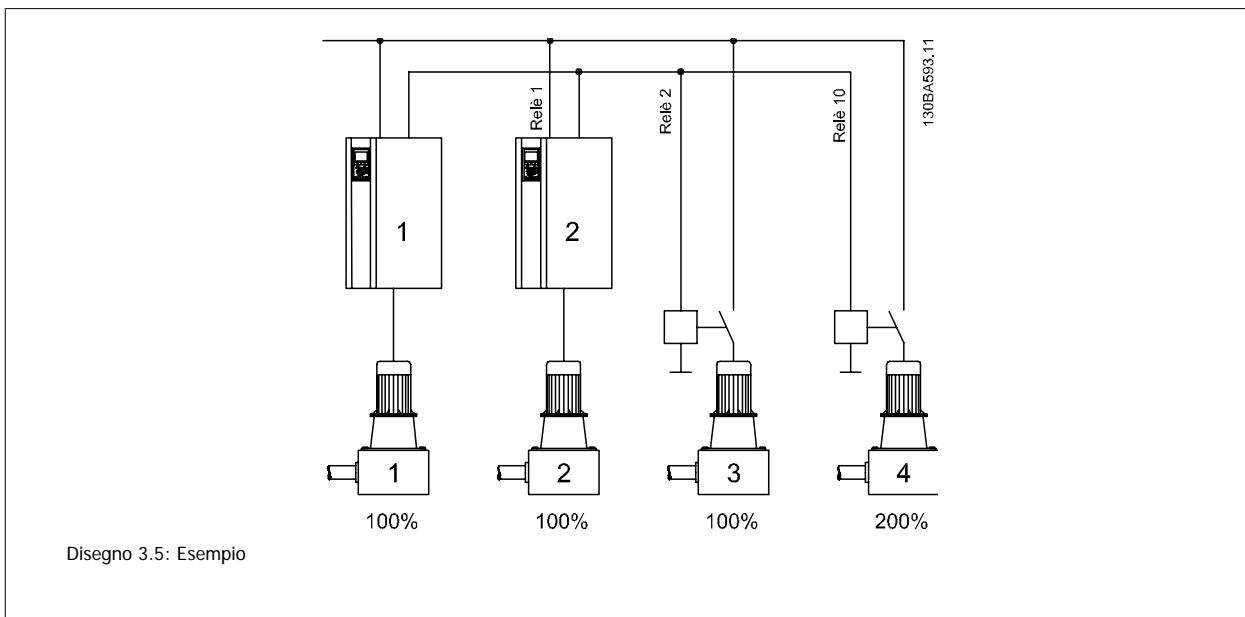 130BA593.11
Relè 1
Relè 2
Relè 10
1
2
1
2
3
4
100%
100%
100%
200%
Disegno 3.5: Esempio